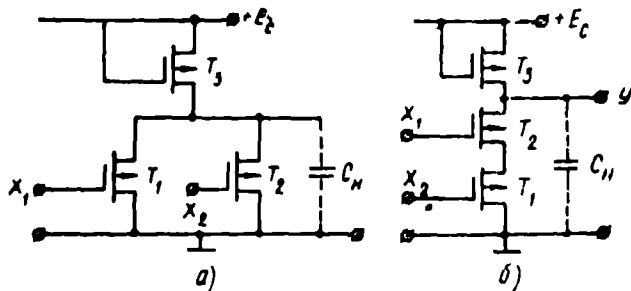 +E_c
T_3
X_1
T_1
X_2
T_2
C_н
а)
+E_c
T_3
y
X_1
T_2
X_2
T_1
C_н
б)